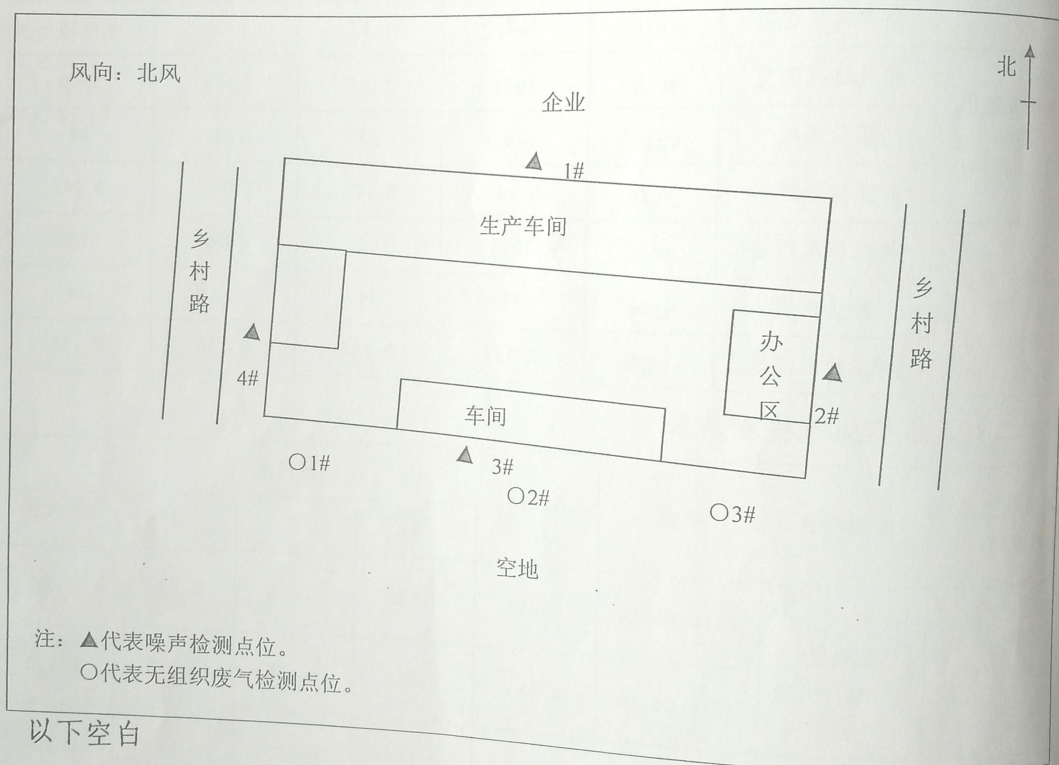 风向：北风
北
企业
▲ 1#
生产车间
乡村路
乡村路
办公区
▲ 4#
▲ 2#
车间
○1#
▲ 3#
○2#
○3#
空地
注：▲代表噪声检测点位。
○代表无组织废气检测点位。
以下空白